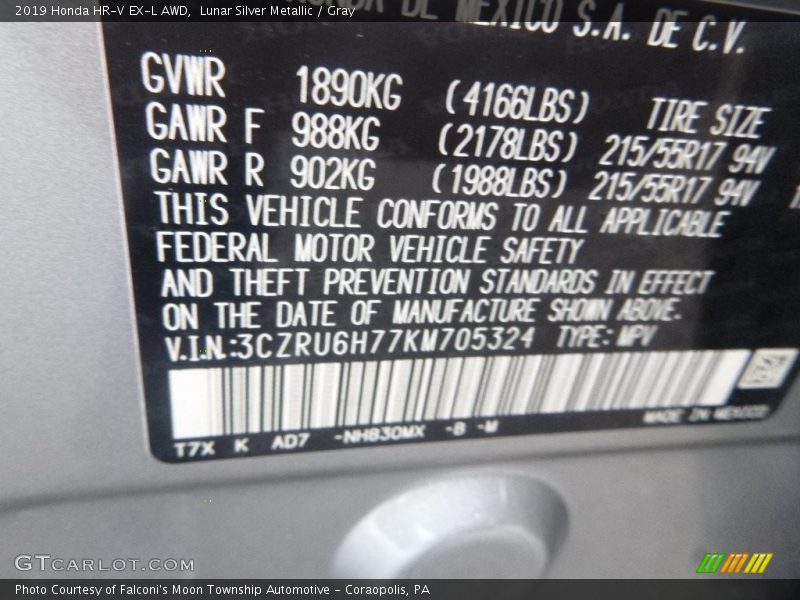 2019 Honda HR-V EX-L AWD,  Lunar Silver Metallic / Gray
DE MEXICO S.A. DE C.V.
GVWR 1890KG (4166LBS) TIRE SIZE
GAWR F 988KG (2178LBS) 215/55R17 94V
GAWR R 902KG (1988LBS) 215/55R17 94V
THIS VEHICLE CONFORMS TO ALL APPLICABLE
FEDERAL MOTOR VEHICLE SAFETY
AND THEFT PREVENTION STANDARDS IN EFFECT
ON THE DATE OF MANUFACTURE SHOWN ABOVE.
V.I.N.:3CZRU6H77KM705324 TYPE: MPV
MADE IN MEXICO
T7X K AD7 -NH830MX -B -M
GTCARLOT.COM
Photo Courtesy of Falconi's Moon Township Automotive - Coraopolis, PA